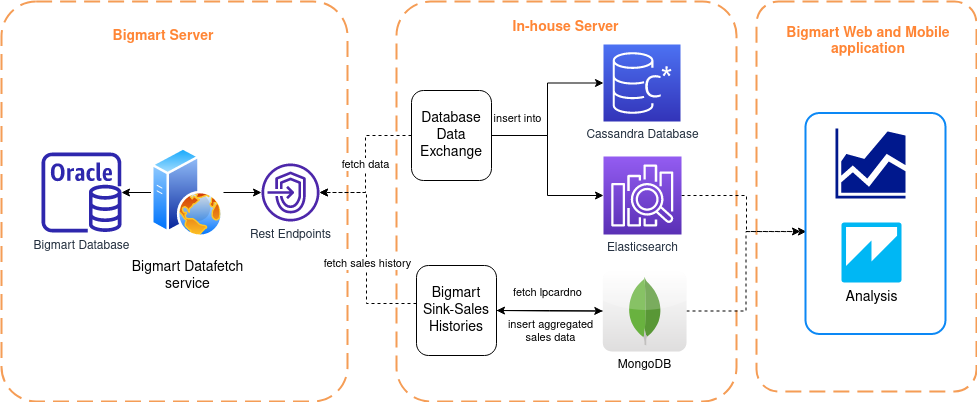 Bigmart Server
Oracle
Bigmart Database
Bigmart Datafetch
service
Rest Endpoints
fetch data
fetch sales history
In-house Server
Database
Data
Exchange
insert into
C*
Cassandra Database
Elasticsearch
Bigmart
Sink-Sales
Histories
fetch lpcardno
insert aggregated
sales data
MongoDB
Bigmart Web and Mobile
application
Analysis